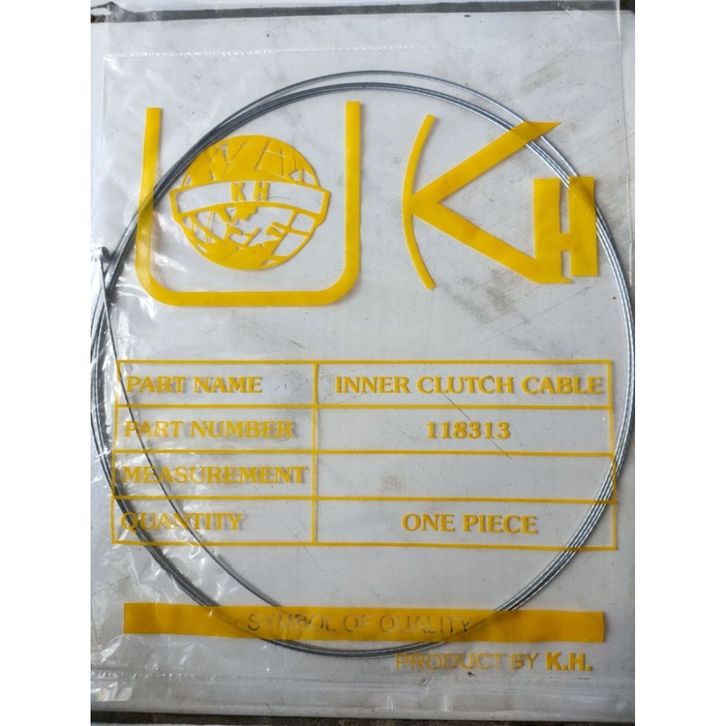 KH
KH
PART NAME INNER CLUTCH CABLE
PART NUMBER 118313
MEASUREMENT
QUANTITY ONE PIECE
SYMBOL OF QUALITY
PRODUCT BY K.H.